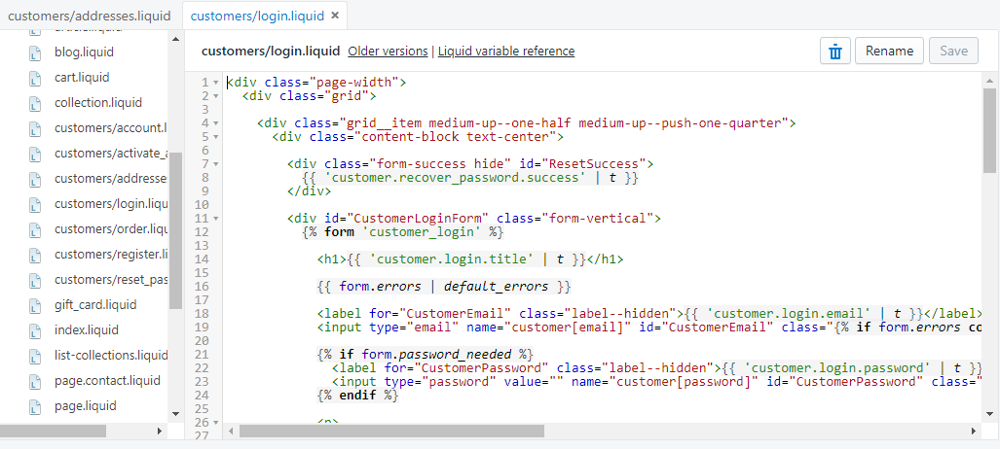 customers/addresses.liquid
customers/login.liquid ×
article.liquid
blog.liquid
cart.liquid
collection.liquid
customers/account.l
customers/activate_a
customers/addresse
customers/login.liqu
customers/order.liqu
customers/register.li
customers/reset_pas
gift_card.liquid
index.liquid
list-collections.liquid
page.contact.liquid
page.liquid
customers/login.liquid Older versions | Liquid variable reference
Rename
Save
1 <div class="page-width">
2 <div class="grid">
3
4 <div class="grid__item medium-up--one-half medium-up--push-one-quarter">
5 <div class="content-block text-center">
6
7 <div class="form-success hide" id="ResetSuccess">
8 {{ 'customer.recover_password.success' | t }}
9 </div>
10
11 <div id="CustomerLoginForm" class="form-vertical">
12 {% form 'customer_login' %}
13
14 <h1>{{ 'customer.login.title' | t }}</h1>
15
16 {{ form.errors | default_errors }}
17
18 <label for="CustomerEmail" class="label--hidden">{{ 'customer.login.email' | t }}</label>
19 <input type="email" name="customer[email]" id="CustomerEmail" class="{% if form.errors co
20
21 {% if form.password_needed %}
22 <label for="CustomerPassword" class="label--hidden">{{ 'customer.login.password' | t }}
23 <input type="password" value="" name="customer[password]" id="CustomerPassword" class="
24 {% endif %}
25
26 <p>
27